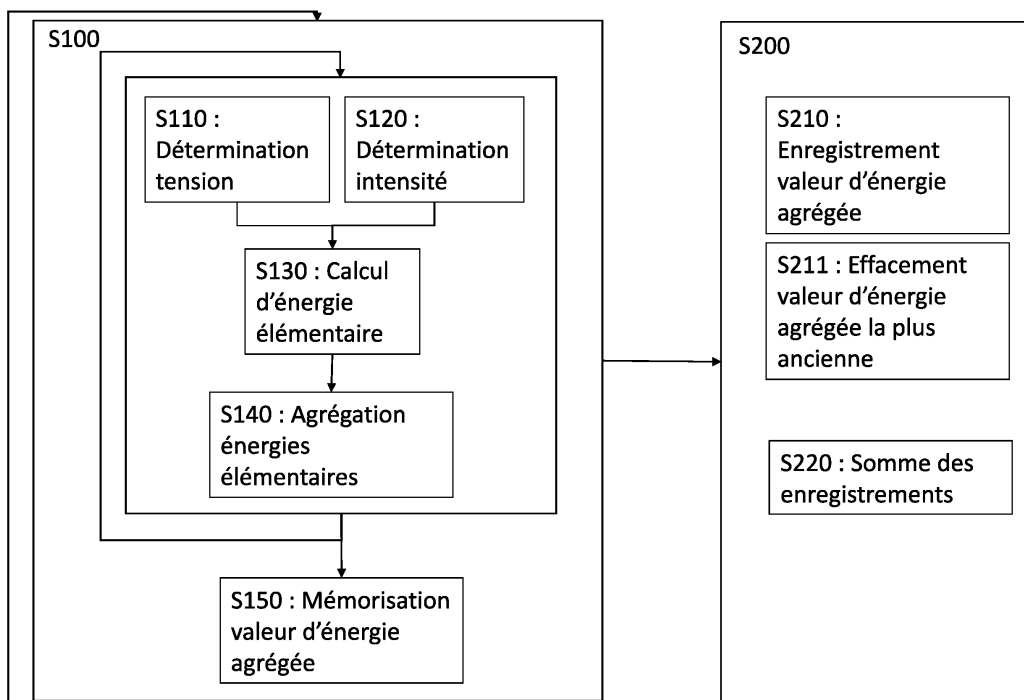 S100
S110 :
Détermination
tension
S120 :
Détermination
intensité
S130 : Calcul
d’énergie
élémentaire
S140 : Agrégation
énergies
élémentaires
S150 : Mémorisation
valeur d’énergie
agrégée
S200
S210 :
Enregistrement
valeur d’énergie
agrégée
S211 : Effacement
valeur d’énergie
agrégée la plus
ancienne
S220 : Somme des
enregistrements